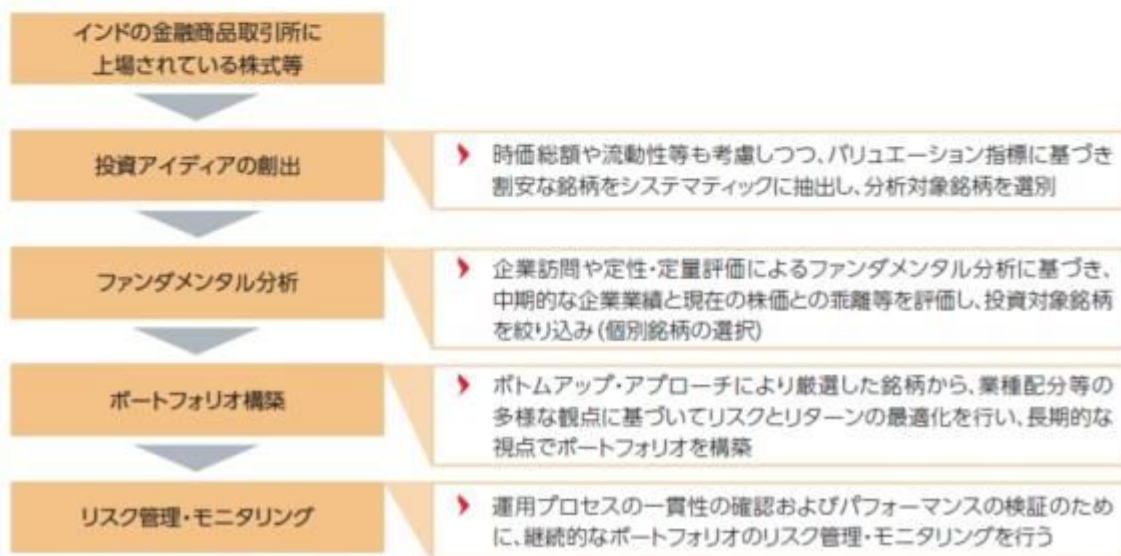 インドの金融商品取引所に
上場されている株式等
投資アイディアの創出
時価総額や流動性等も考慮しつつ、バリュエーション指標に基づき
割安な銘柄をシステマティックに抽出し、分析対象銘柄を選別
ファンダメンタル分析
企業訪問や定性・定量評価によるファンダメンタル分析に基づき、
中期的な企業業績と現在の株価との乖離等を評価し、投資対象銘柄
を絞り込み(個別銘柄の選択)
ポートフォリオ構築
ボトムアップ・アプローチにより厳選した銘柄から、業種配分等の
多様な観点に基づいてリスクとリターンの最適化を行い、長期的な
視点でポートフォリオを構築
リスク管理・モニタリング
運用プロセスの一貫性の確認およびパフォーマンスの検証のため
に、継続的なポートフォリオのリスク管理・モニタリングを行う